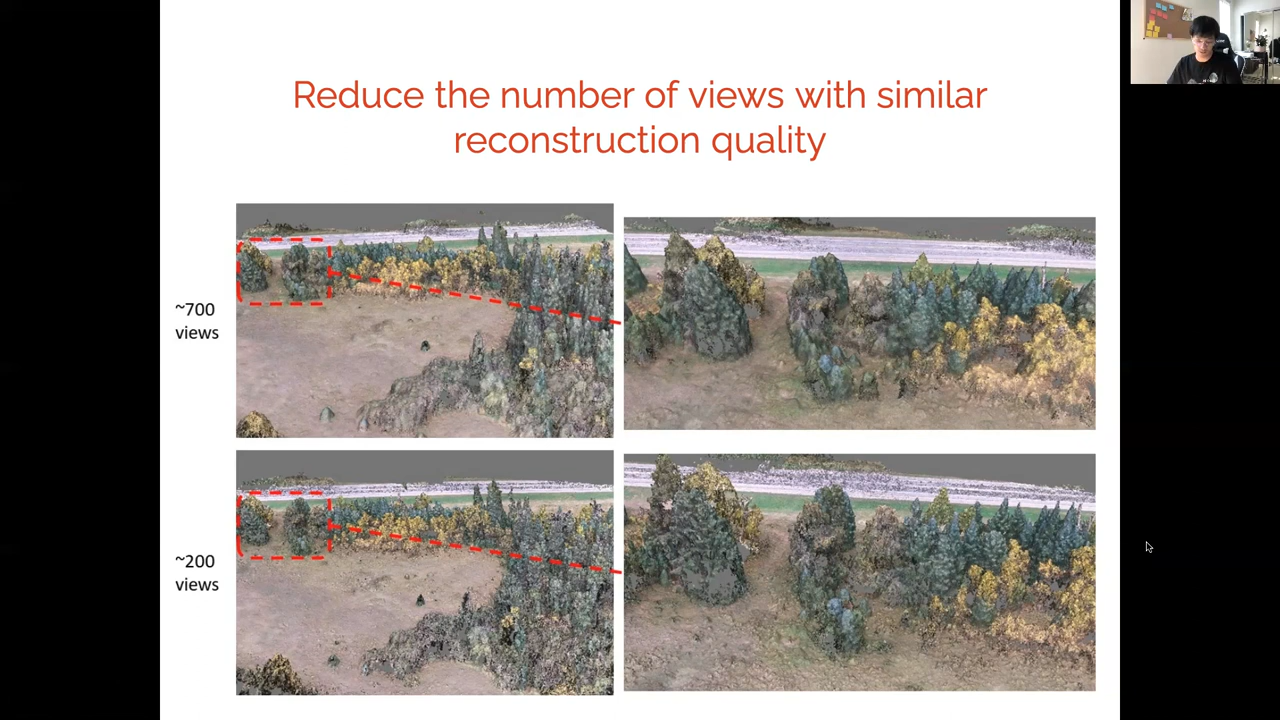 Reduce the number of views with similar
reconstruction quality
~700
views
~200
views